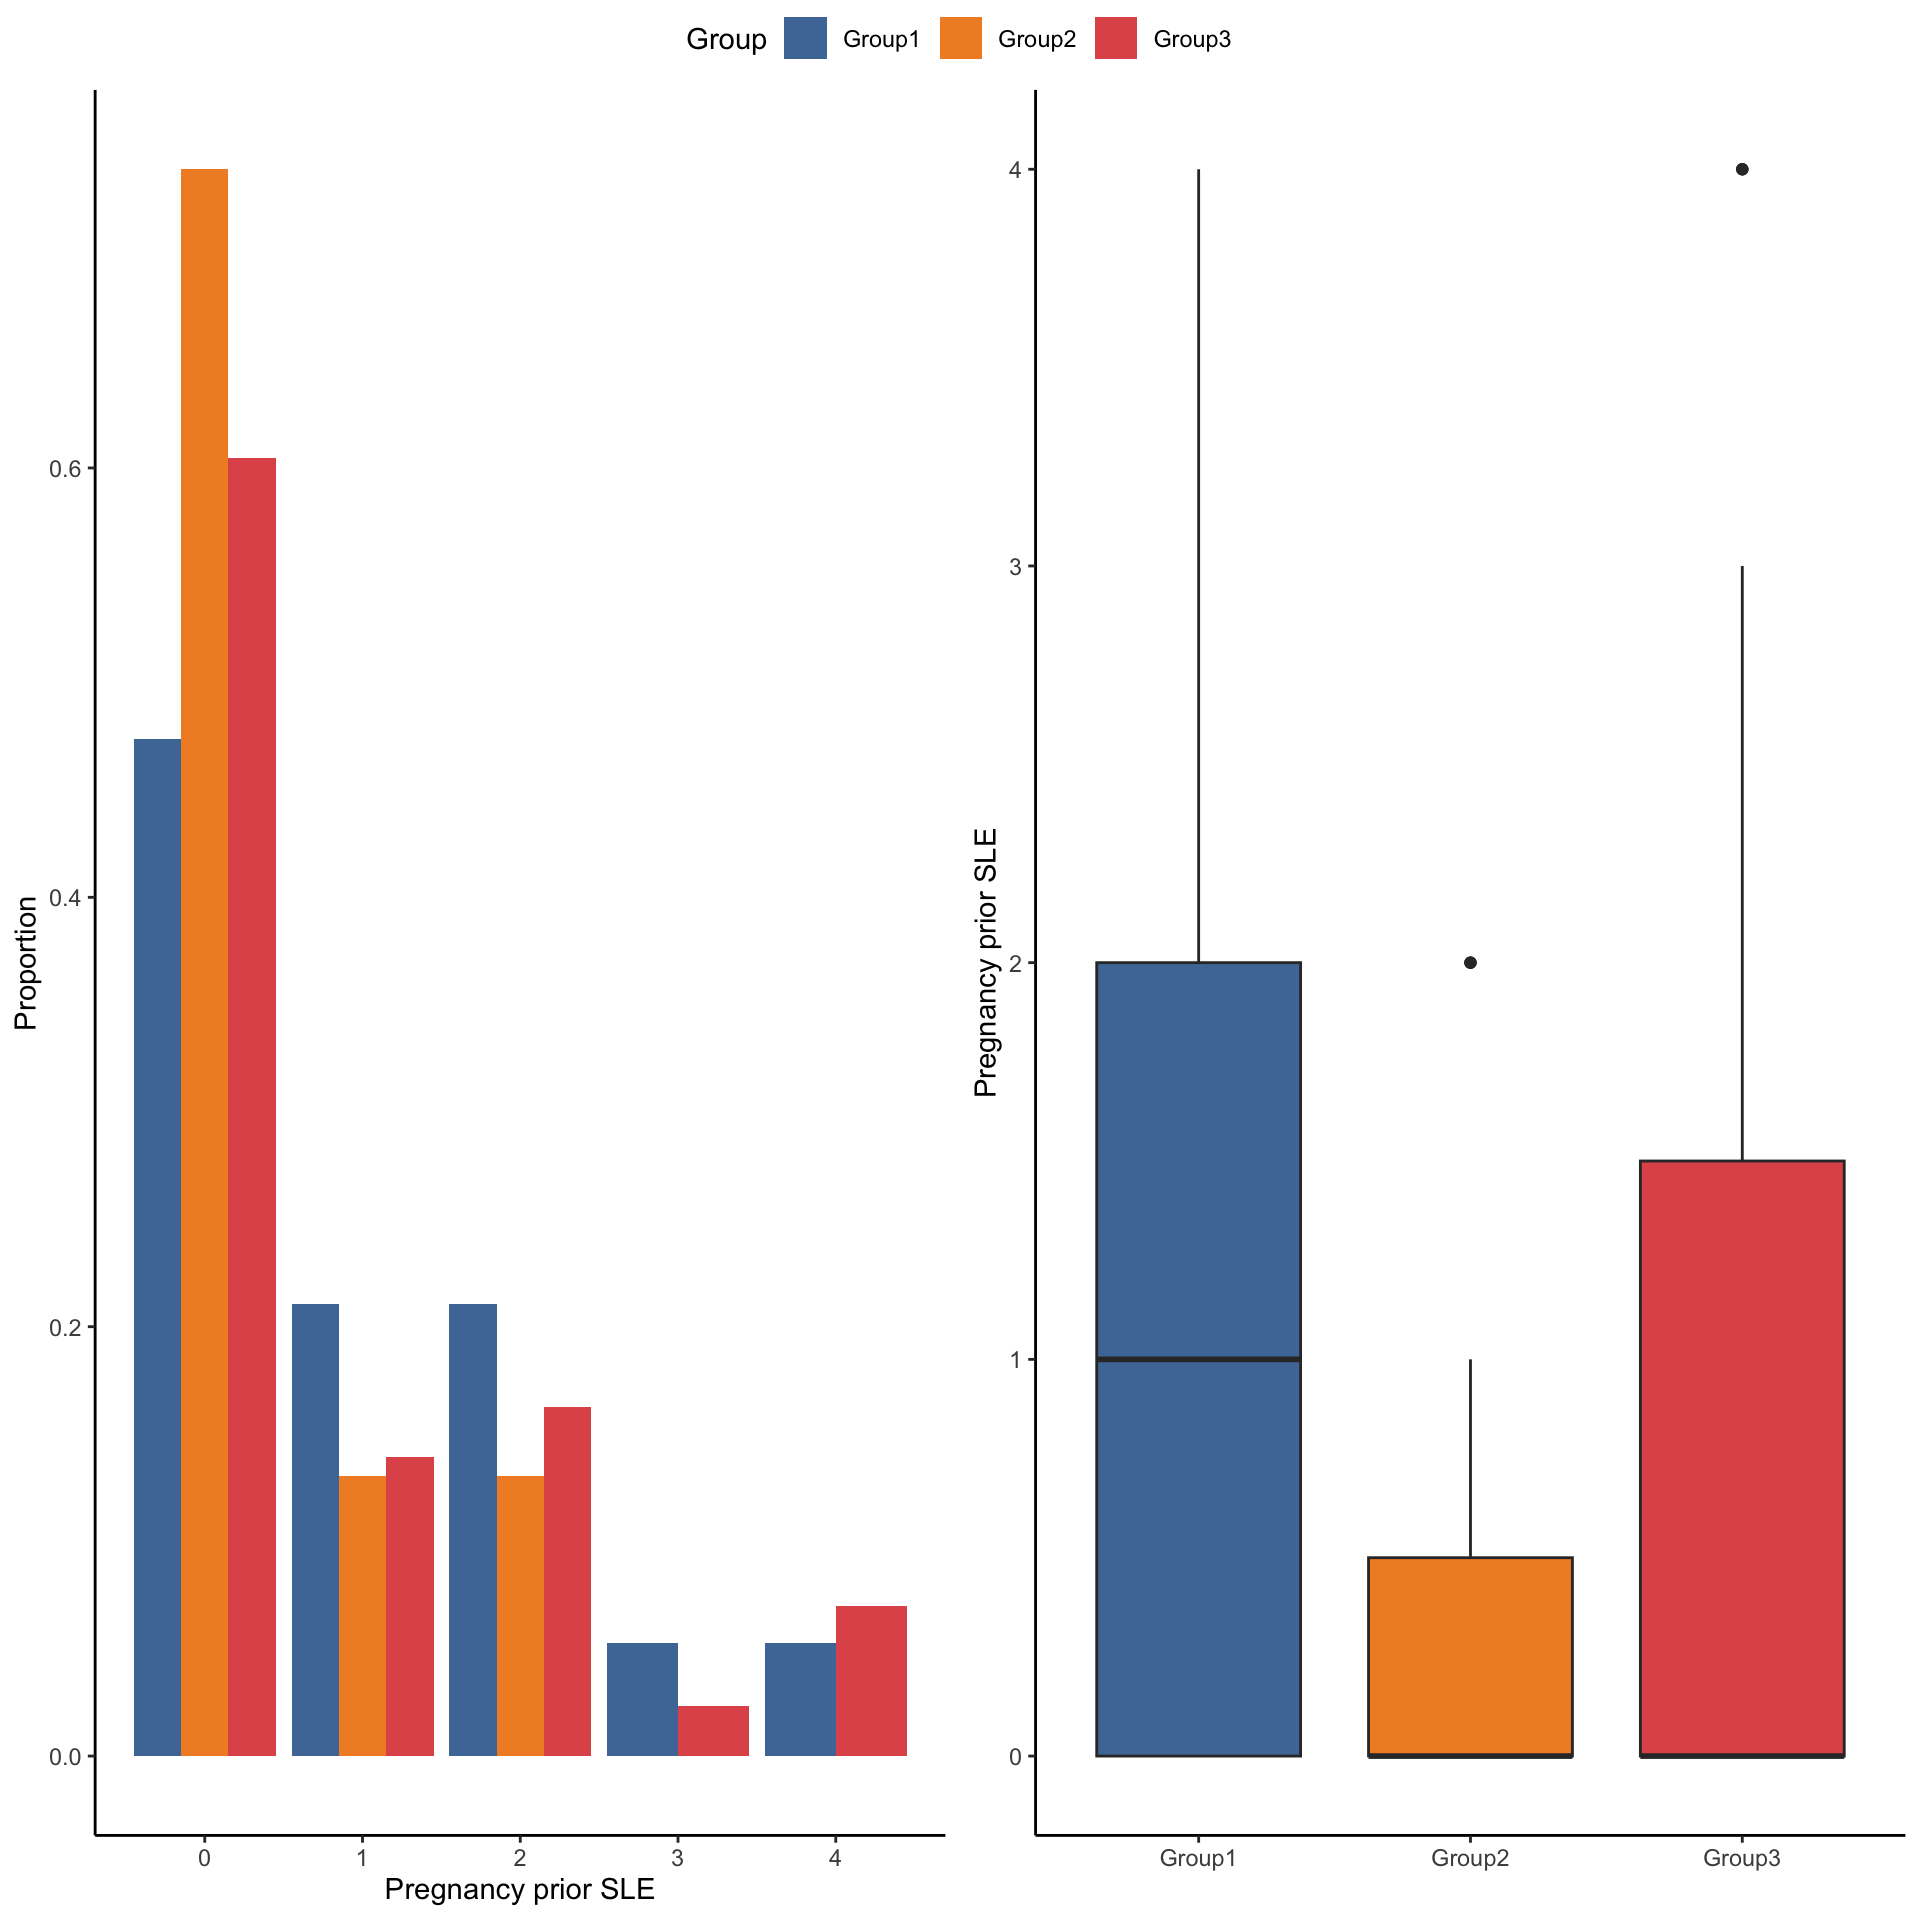 Group Group1 Group2 Group3
Proportion
0.6
0.4
0.2
0.0
0 1 2 3 4
Pregnancy prior SLE
Pregnancy prior SLE
4
3
2
1
0
Group1 Group2 Group3